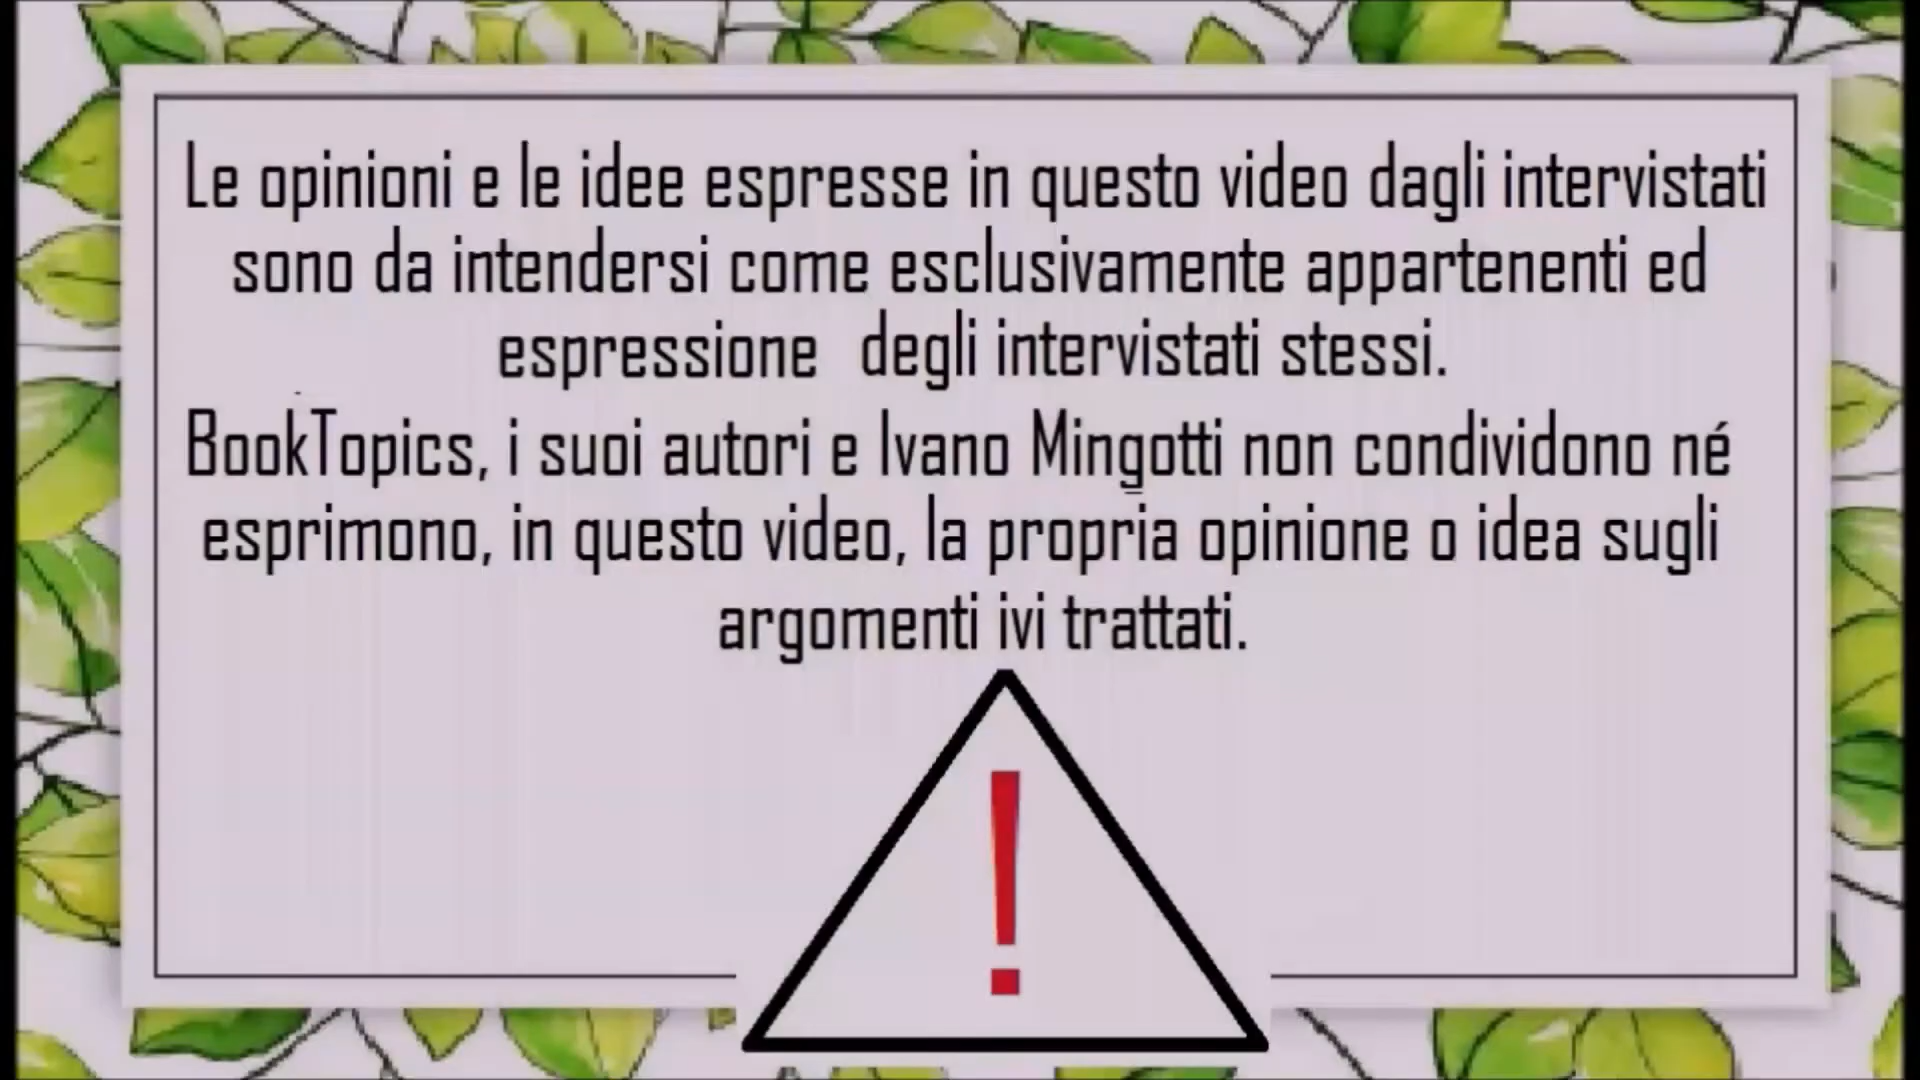 Le opinioni e le idee espresse in questo video dagli intervistati
sono da intendersi come esclusivamente appartenenti ed
espressione degli intervistati stessi.
BookTopics, i suoi autori e Ivano Mingotti non condividono né
esprimono, in questo video, la propria opinione o idea sugli
argomenti ivi trattati.
!